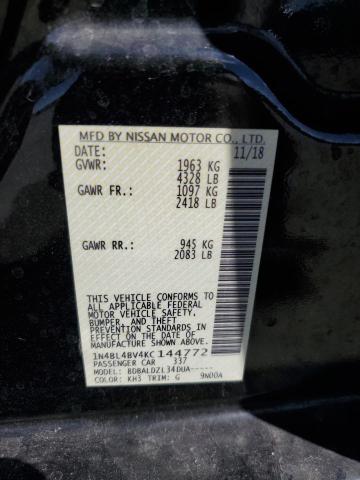 MFD BY NISSAN MOTOR CO., LTD.
DATE: 11/18
GVWR: 1963 KG
4328 LB
GAWR FR.: 1097 KG
2418 LB
GAWR RR.: 945 KG
2083 LB
THIS VEHICLE CONFORMS
TO ALL APPLICABLE FEDERAL
MOTOR VEHICLE SAFETY,
BUMPER, AND THEFT
PREVENTION STANDARDS IN
EFFECT ON THE DATE OF
MANUFACTURE SHOWN ABOVE.
1N4BL4BV4KC144772
PASSENGER CAR 337
MODEL: BDBALDZL34DUA-----
COLOR: KH3 TRIM: G 9N00A